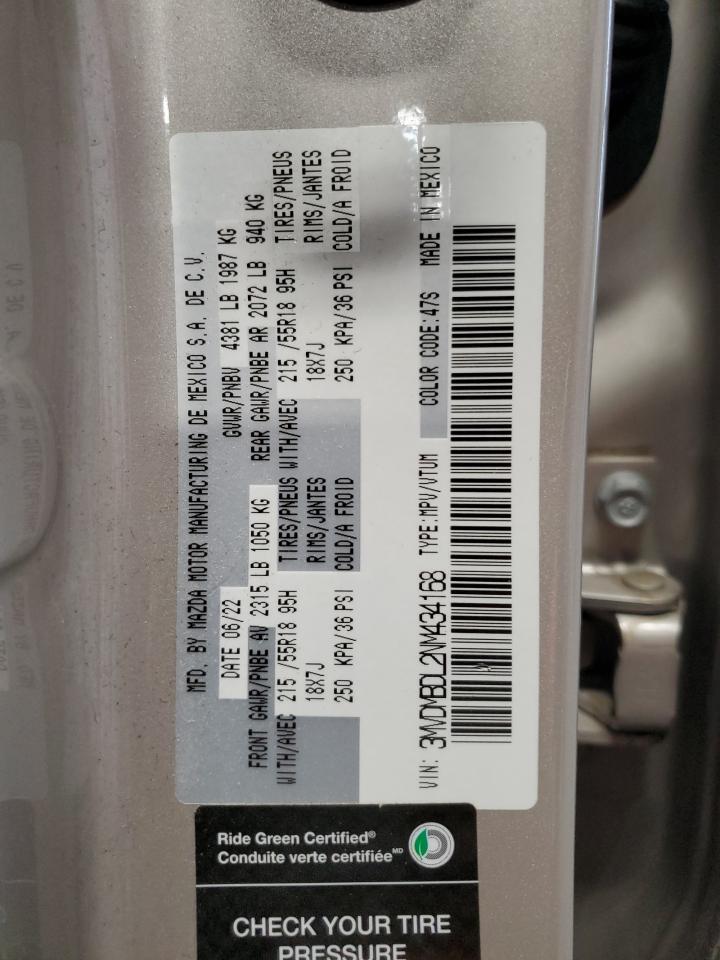 MFD. BY MAZDA MOTOR MANUFACTURING DE MEXICO S.A. DE C.V.
DATE 06/22 GVWR/PNBV 4381 LB 1987 KG
FRONT GAWR/PNBE AV 2315 LB 1050 KG REAR GAWR/PNBE AR 2072 LB 940 KG
WITH/AVEC 215 /55R18 95H TIRES/PNEUS WITH/AVEC 215 /55R18 95H TIRES/PNEUS
18X7J RIMS/JANTES 18X7J RIMS/JANTES
250 KPA/36 PSI COLD/A FROID 250 KPA/36 PSI COLD/A FROID
VIN: 3MVDMBDL2NM434168 TYPE:MPV/VTUM COLOR CODE:47S MADE IN MEXICO
Ride Green Certified®
Conduite verte certifiée MD
CHECK YOUR TIRE
PRESSURE